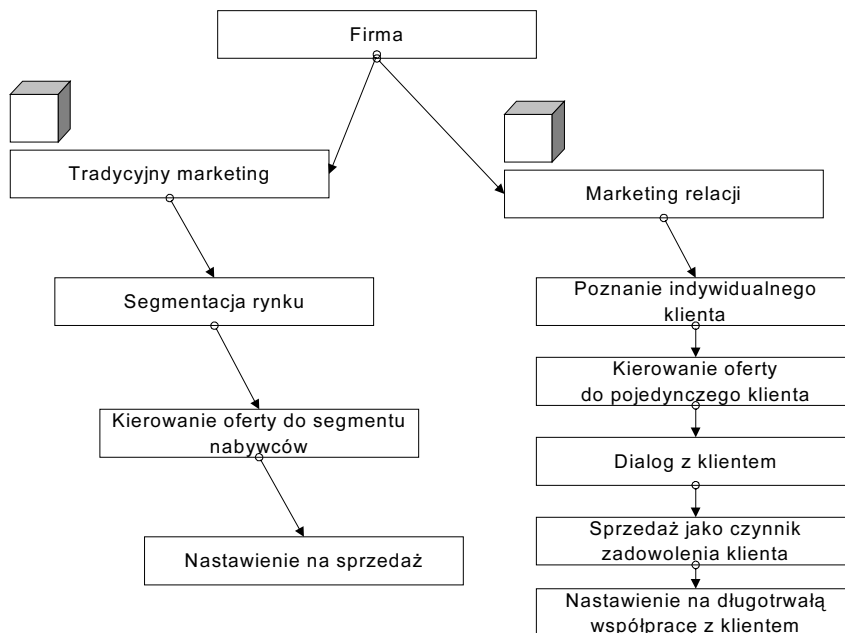 Firma
Tradycyjny marketing
Marketing relacji
Segmentacja rynku
Poznanie indywidualnego
klienta
Kierowanie oferty
do pojedynczego klienta
Kierowanie oferty do segmentu
nabywców
Dialog z klientem
Nastawienie na sprzedaż
Sprzedaż jako czynnik
zadowolenia klienta
Nastawienie na długotrwałą
współpracę z klientem